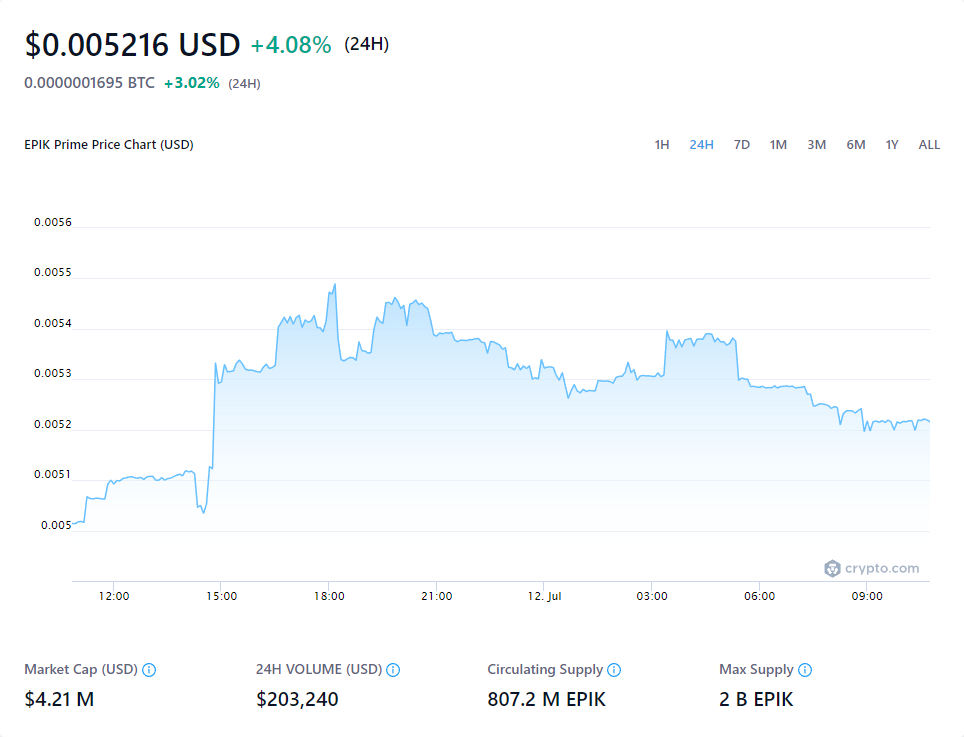 $0.005216 USD +4.08% (24H)
0.0000001695 BTC +3.02% (24H)
EPIK Prime Price Chart (USD) 1H 24H 7D 1M 3M 6M 1Y ALL
0.0056
0.0055
0.0054
0.0053
0.0052
0.0051
0.005
crypto.com
12:00 15:00 18:00 21:00 12. Jul 03:00 06:00 09:00
Market Cap (USD) 24H VOLUME (USD) Circulating Supply Max Supply
$4.21 M $203,240 807.2 M EPIK 2 B EPIK